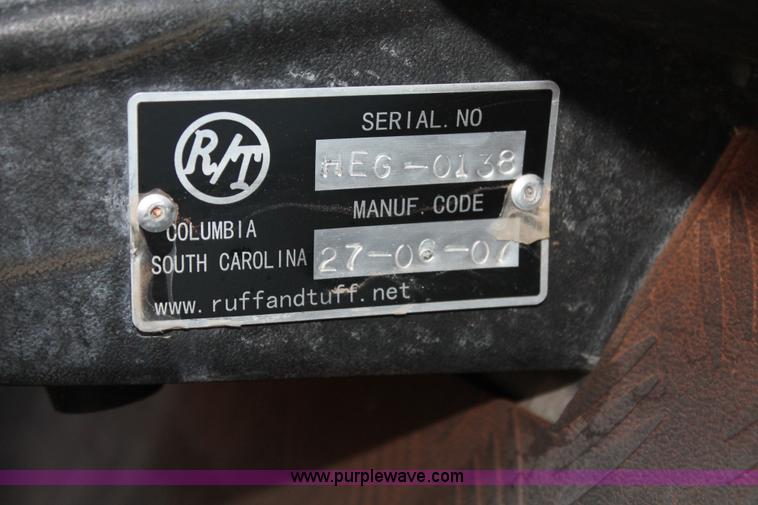 R/T
SERIAL. NO
HEG-0138
MANUF. CODE
COLUMBIA
SOUTH CAROLINA
27-06-07
www.ruffandtuff.net
www.purplewave.com